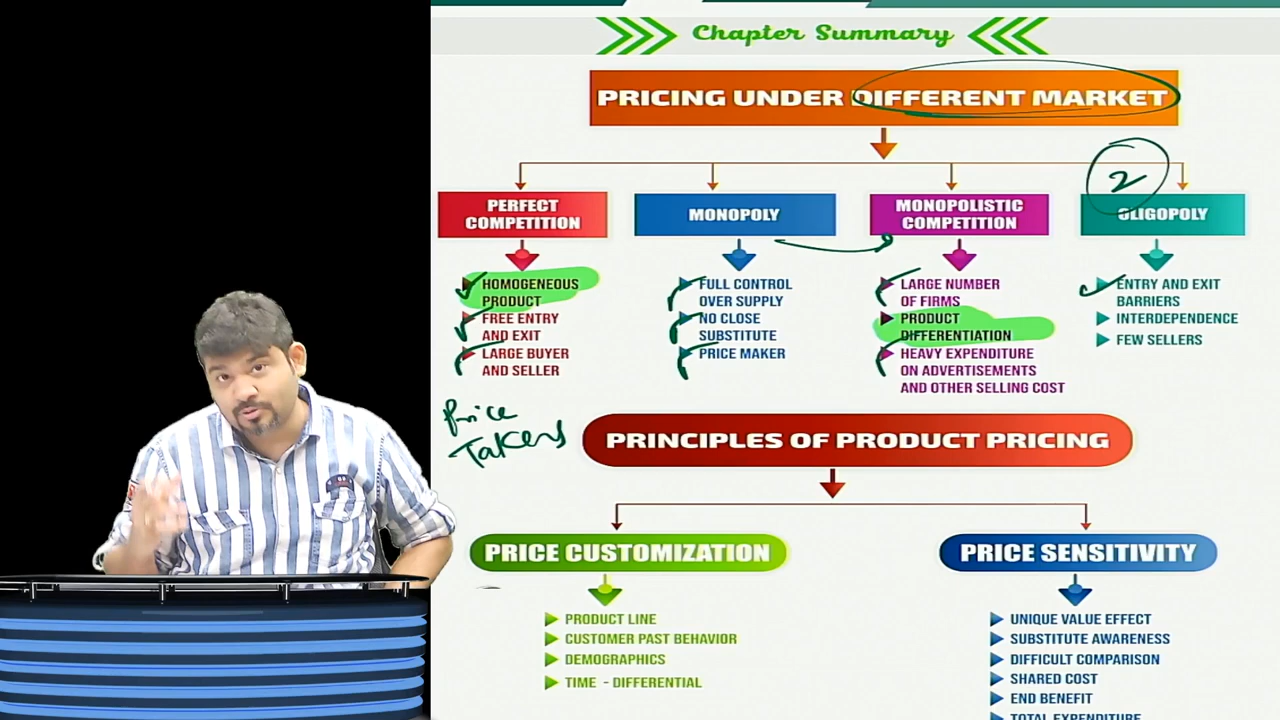 Chapter Summary
PRICING UNDER DIFFERENT MARKET
2
PERFECT
COMPETITION
HOMOGENEOUS
PRODUCT
FREE ENTRY
AND EXIT
LARGE BUYER
AND SELLER
Price
Takers
MONOPOLY
FULL CONTROL
OVER SUPPLY
NO CLOSE
SUBSTITUTE
PRICE MAKER
MONOPOLISTIC
COMPETITION
LARGE NUMBER
OF FIRMS
PRODUCT
DIFFERENTIATION
HEAVY EXPENDITURE
ON ADVERTISEMENTS
AND OTHER SELLING COST
OLIGOPOLY
ENTRY AND EXIT
BARRIERS
INTERDEPENDENCE
FEW SELLERS
PRINCIPLES OF PRODUCT PRICING
PRICE CUSTOMIZATION
PRODUCT LINE
CUSTOMER PAST BEHAVIOR
DEMOGRAPHICS
TIME - DIFFERENTIAL
PRICE SENSITIVITY
UNIQUE VALUE EFFECT
SUBSTITUTE AWARENESS
DIFFICULT COMPARISON
SHARED COST
END BENEFIT
TOTAL EXPENDITURE